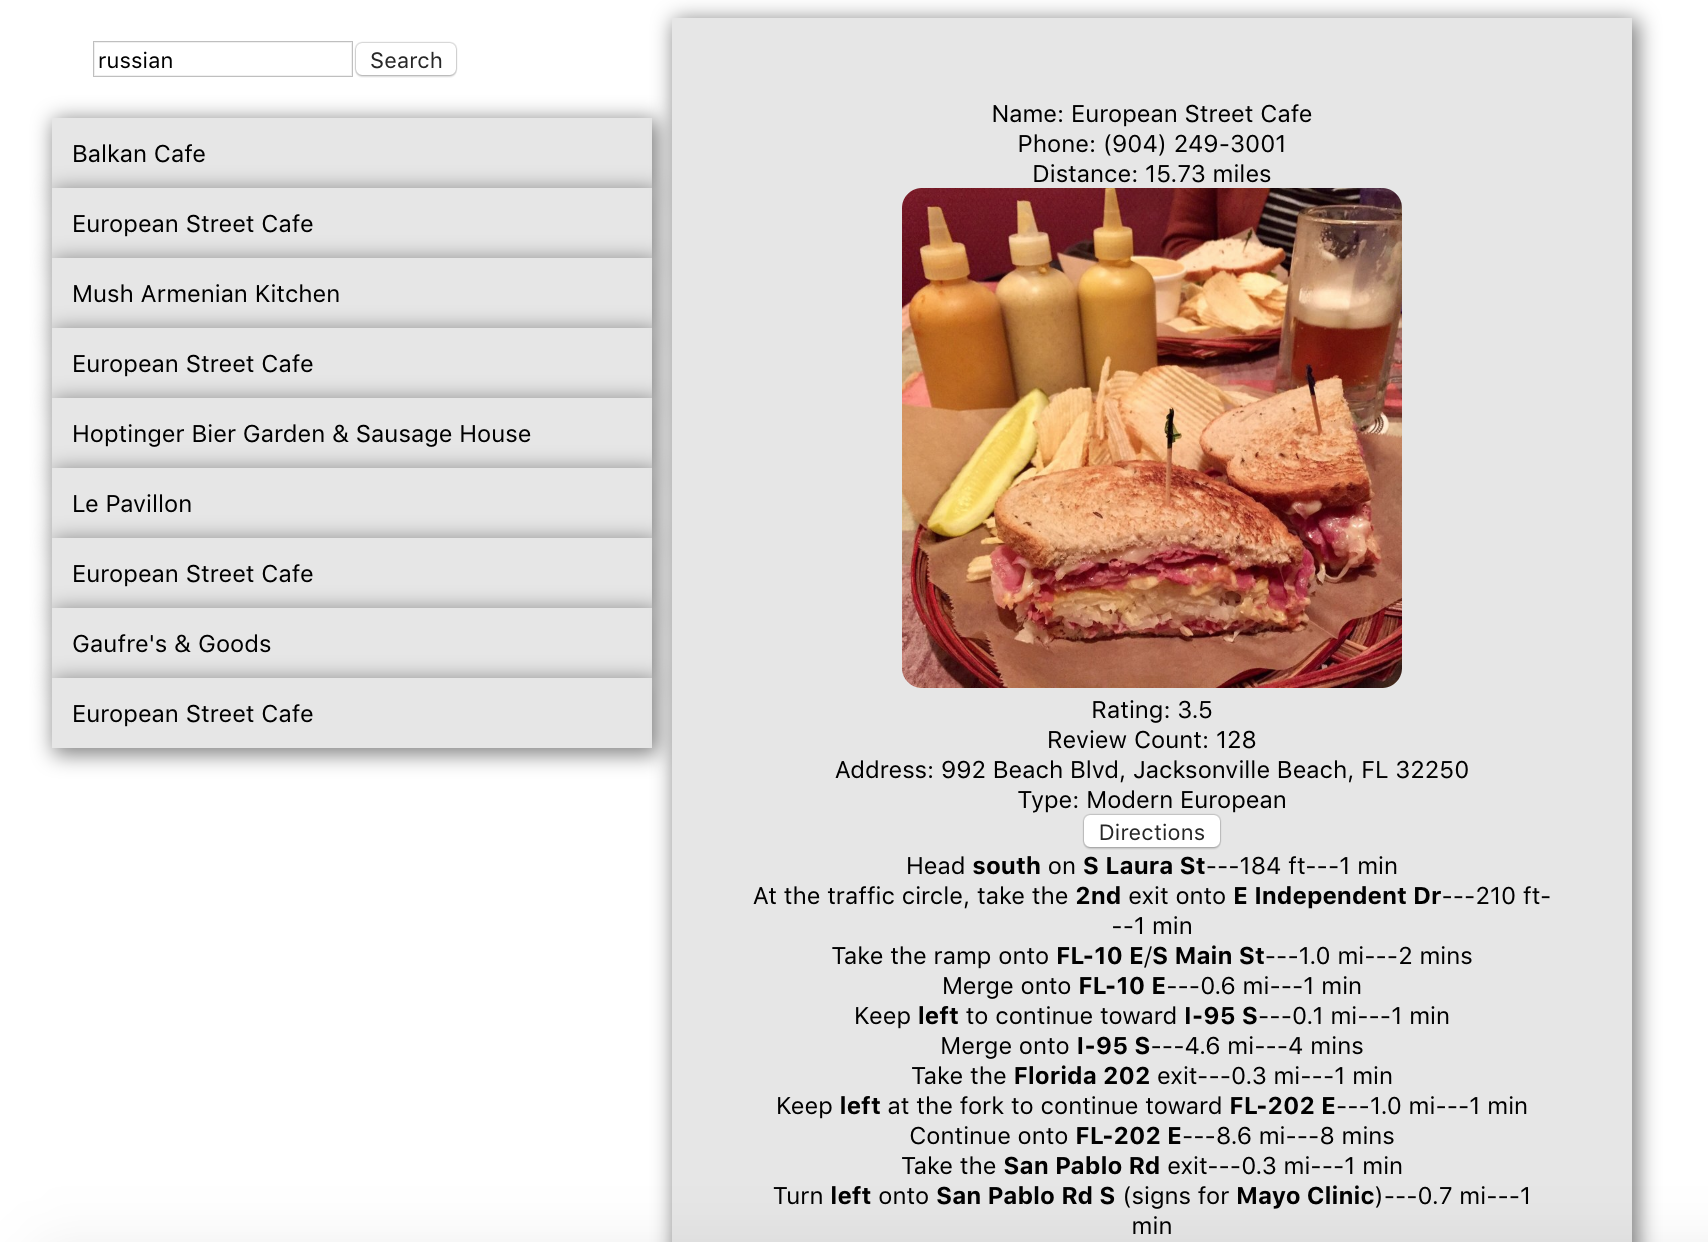 russian
Search
Balkan Cafe
European Street Cafe
Mush Armenian Kitchen
European Street Cafe
Hoptinger Bier Garden & Sausage House
Le Pavillon
European Street Cafe
Gaufre's & Goods
European Street Cafe
Name: European Street Cafe
Phone: (904) 249-3001
Distance: 15.73 miles
Rating: 3.5
Review Count: 128
Address: 992 Beach Blvd, Jacksonville Beach, FL 32250
Type: Modern European
Directions
Head south on S Laura St---184 ft---1 min
At the traffic circle, take the 2nd exit onto E Independent Dr---210 ft-
--1 min
Take the ramp onto FL-10 E/S Main St---1.0 mi---2 mins
Merge onto FL-10 E---0.6 mi---1 min
Keep left to continue toward I-95 S---0.1 mi---1 min
Merge onto I-95 S---4.6 mi---4 mins
Take the Florida 202 exit---0.3 mi---1 min
Keep left at the fork to continue toward FL-202 E---1.0 mi---1 min
Continue onto FL-202 E---8.6 mi---8 mins
Take the San Pablo Rd exit---0.3 mi---1 min
Turn left onto San Pablo Rd S (signs for Mayo Clinic)---0.7 mi---1
min